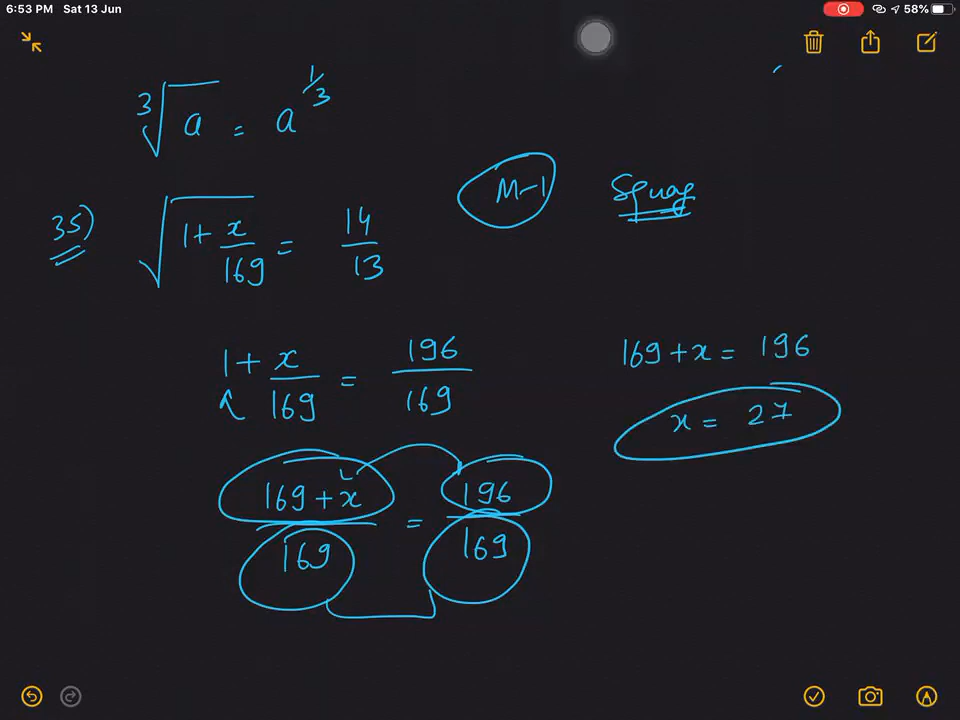 6:53 PM Sat 13 Jun
58%
∛a = a^1/3
M-1
35) √(1 + x/169) = 14/13
1 + x/169 = 196/169
169 + x = 196
x = 27
(169 + x)/169 = 196/169